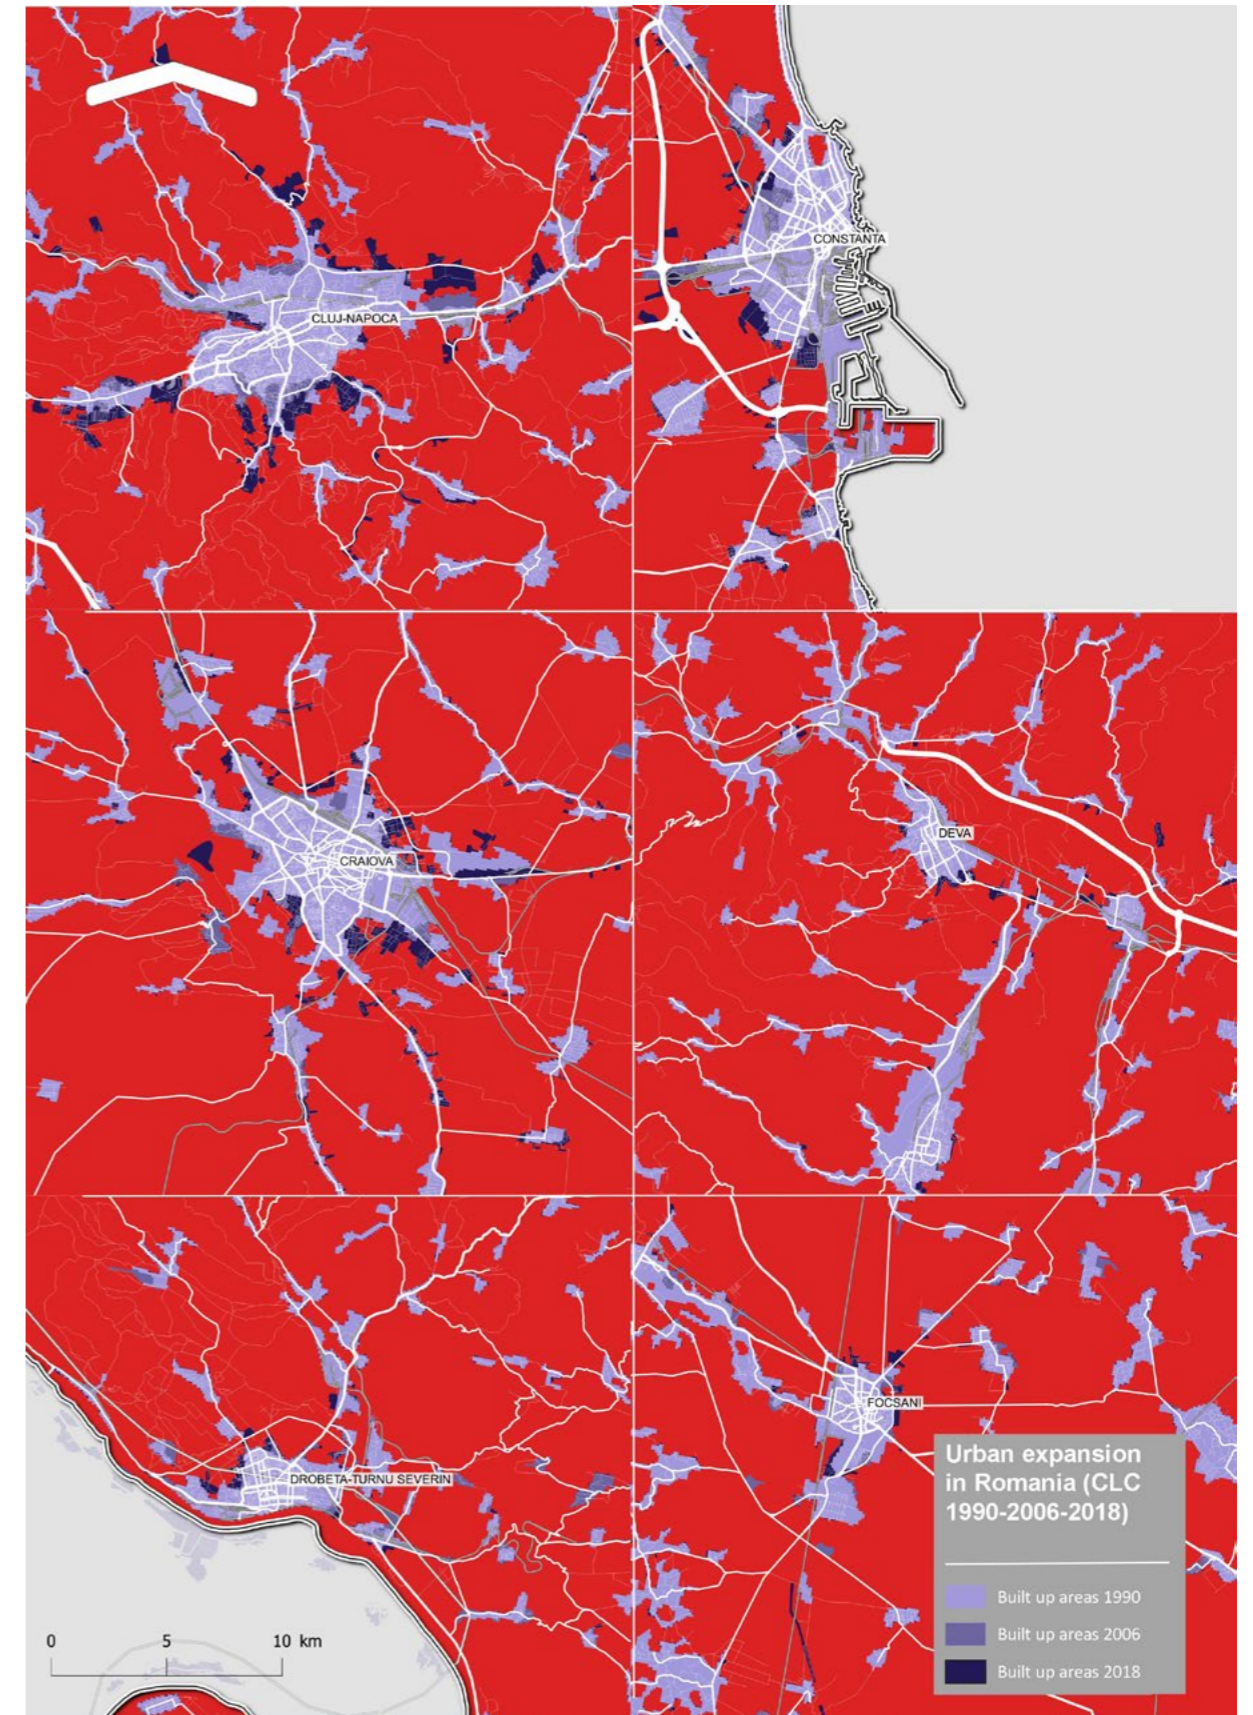 CLUJ-NAPOCA
CONSTANTA
CRAIOVA
DEVA
DROBETA-TURNU SEVERIN
FOCSANI
Urban expansion
in Romania (CLC
1990-2006-2018)
Built up areas 1990
Built up areas 2006
Built up areas 2018
0 5 10 km